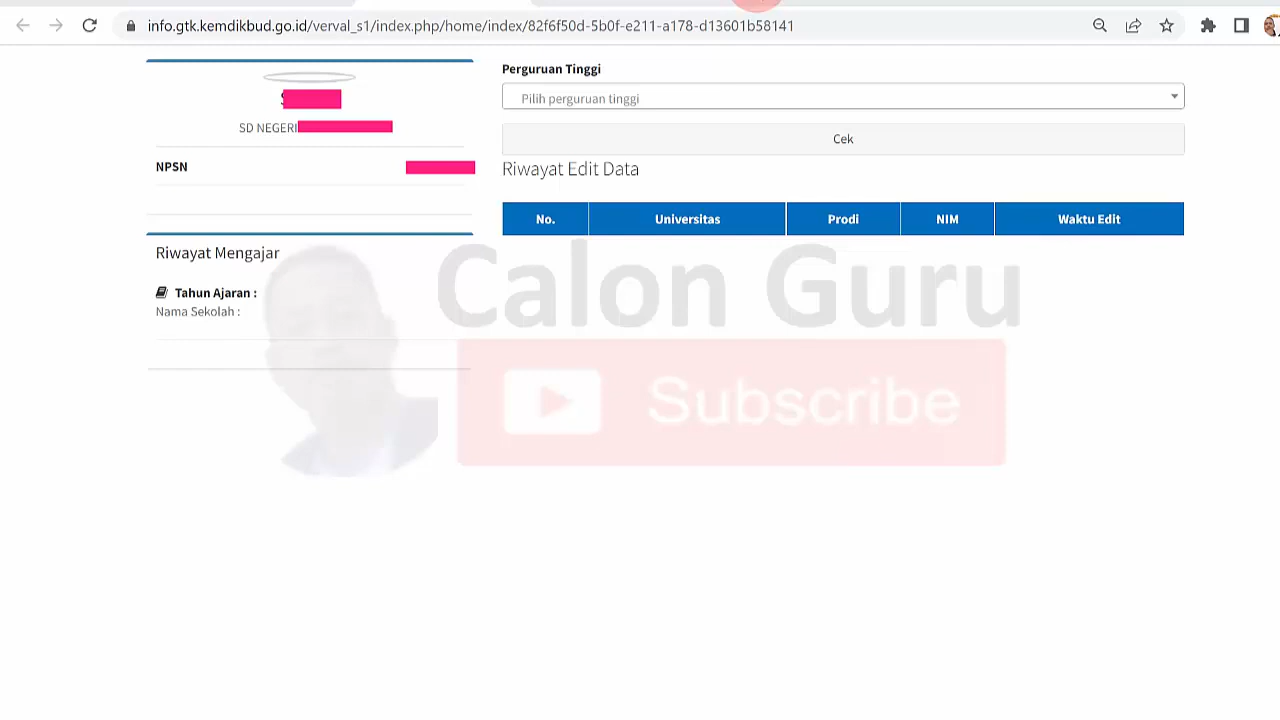 info.gtk.kemdikbud.go.id/verval_s1/index.php/home/index/82f6f50d-5b0f-e211-a178-d13601b58141
SD NEGERI
NPSN
Riwayat Mengajar
Tahun Ajaran :
Nama Sekolah :
Perguruan Tinggi
Pilih perguruan tinggi
Cek
Riwayat Edit Data
No. Universitas Prodi NIM Waktu Edit
Calon Guru
Subscribe